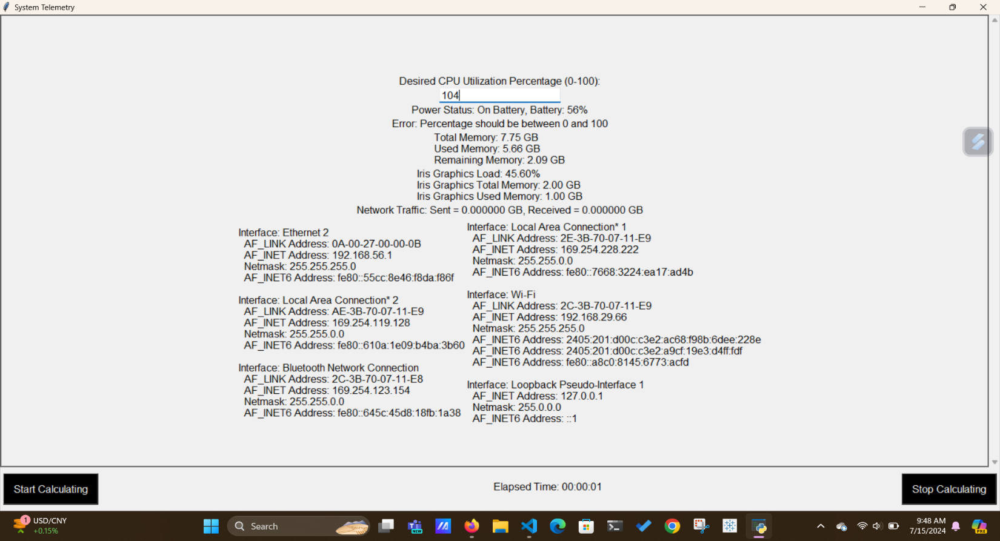 System Telemetry
Desired CPU Utilization Percentage (0-100):
104
Power Status: On Battery, Battery: 56%
Error: Percentage should be between 0 and 100
Total Memory: 7.75 GB
Used Memory: 5.66 GB
Remaining Memory: 2.09 GB
Iris Graphics Load: 45.60%
Iris Graphics Total Memory: 2.00 GB
Iris Graphics Used Memory: 1.00 GB
Network Traffic: Sent = 0.000000 GB, Received = 0.000000 GB
Interface: Ethernet 2
AF_LINK Address: 0A-00-27-00-00-0B
AF_INET Address: 192.168.56.1
Netmask: 255.255.255.0
AF_INET6 Address: fe80::55cc:8e46:f8da:f86f
Interface: Local Area Connection* 2
AF_LINK Address: AE-3B-70-07-11-E9
AF_INET Address: 169.254.119.128
Netmask: 255.255.0.0
AF_INET6 Address: fe80::610a:1e09:b4ba:3b60
Interface: Bluetooth Network Connection
AF_LINK Address: 2C-3B-70-07-11-E8
AF_INET Address: 169.254.123.154
Netmask: 255.255.0.0
AF_INET6 Address: fe80::645c:45d8:18fb:1a38
Interface: Local Area Connection* 1
AF_LINK Address: 2E-3B-70-07-11-E9
AF_INET Address: 169.254.228.222
Netmask: 255.255.0.0
AF_INET6 Address: fe80::7668:3224:ea17:ad4b
Interface: Wi-Fi
AF_LINK Address: 2C-3B-70-07-11-E9
AF_INET Address: 192.168.29.66
Netmask: 255.255.255.0
AF_INET6 Address: 2405:201:d00c:c3e2:ac68:f98b:6dee:228e
AF_INET6 Address: 2405:201:d00c:c3e2:a9cf:19e3:d4ff:fdf
AF_INET6 Address: fe80::a8c0:8145:6773:acfd
Interface: Loopback Pseudo-Interface 1
AF_INET Address: 127.0.0.1
Netmask: 255.0.0.0
AF_INET6 Address: ::1
Start Calculating
Elapsed Time: 00:00:01
Stop Calculating
1
USD/CNY
+0.15%
Search
NEW
9:48 AM
7/15/2024
PRE